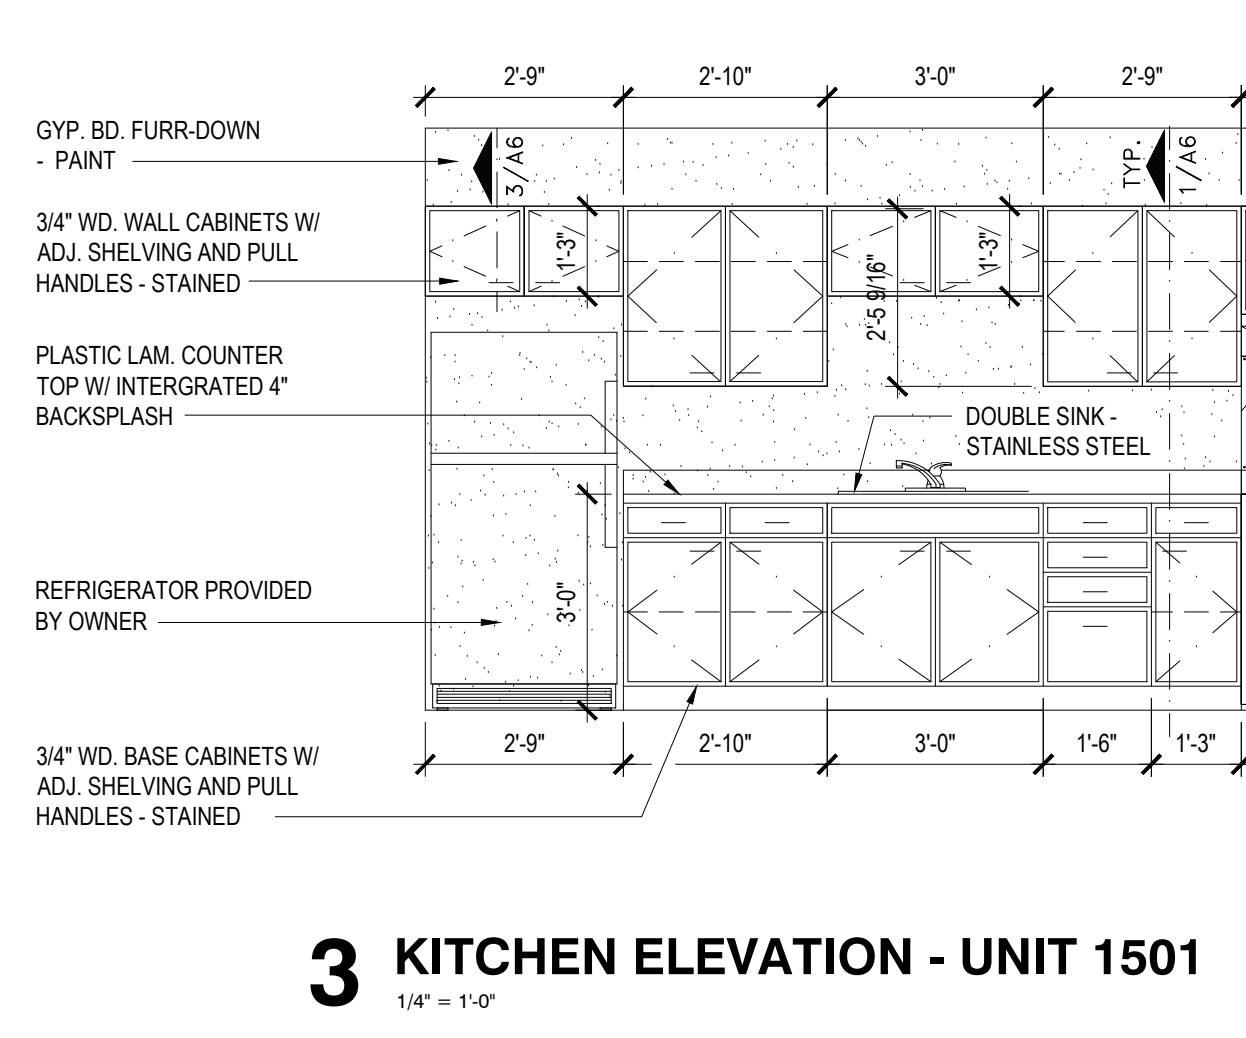 2'-9" 2'-10" 3'-0" 2'-9"
GYP. BD. FURR-DOWN
- PAINT
3/A6
TYP.
1/A6
3/4" WD. WALL CABINETS W/
ADJ. SHELVING AND PULL
HANDLES - STAINED
1'-3"
2'-5 9/16"
1'-3"
PLASTIC LAM. COUNTER
TOP W/ INTERGRATED 4"
BACKSPLASH
DOUBLE SINK -
STAINLESS STEEL
REFRIGERATOR PROVIDED
BY OWNER
3'-0"
2'-9" 2'-10" 3'-0" 1'-6" 1'-3"
3/4" WD. BASE CABINETS W/
ADJ. SHELVING AND PULL
HANDLES - STAINED
3 KITCHEN ELEVATION - UNIT 1501
1/4" = 1'-0"